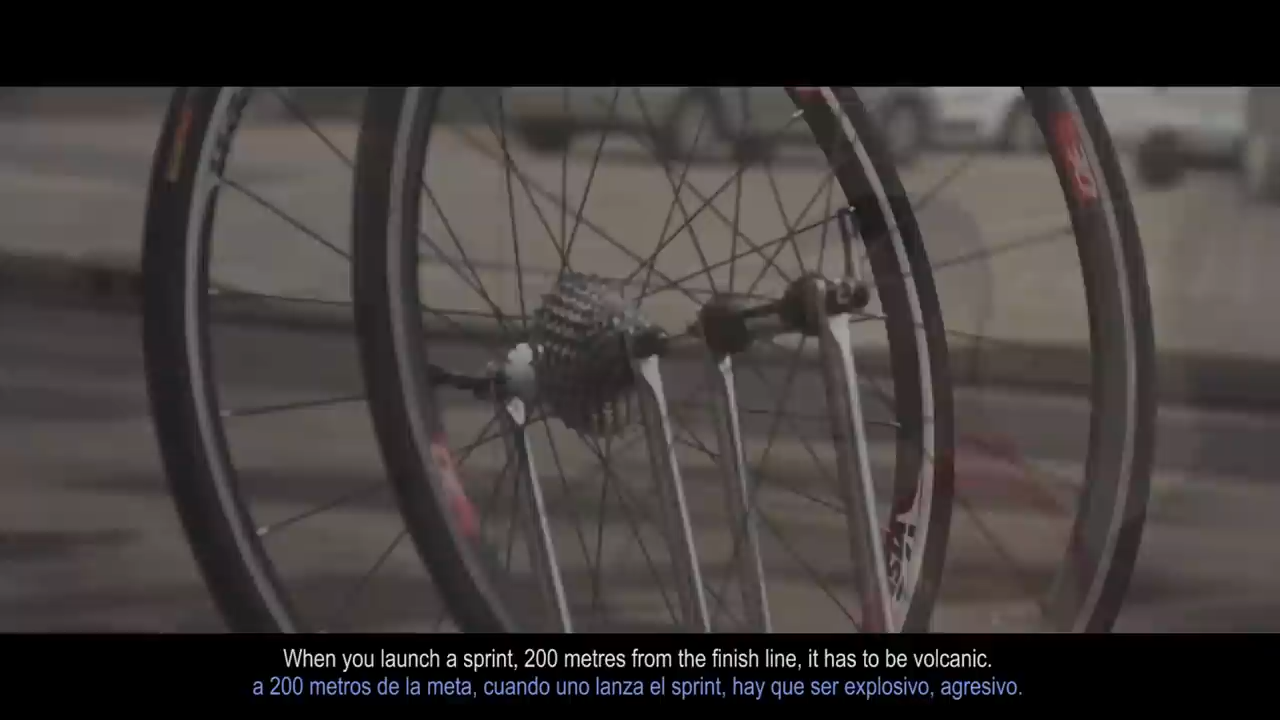 When you launch a sprint, 200 metres from the finish line, it has to be volcanic.
a 200 metros de la meta, cuando uno lanza el sprint, hay que ser explosivo, agresivo.